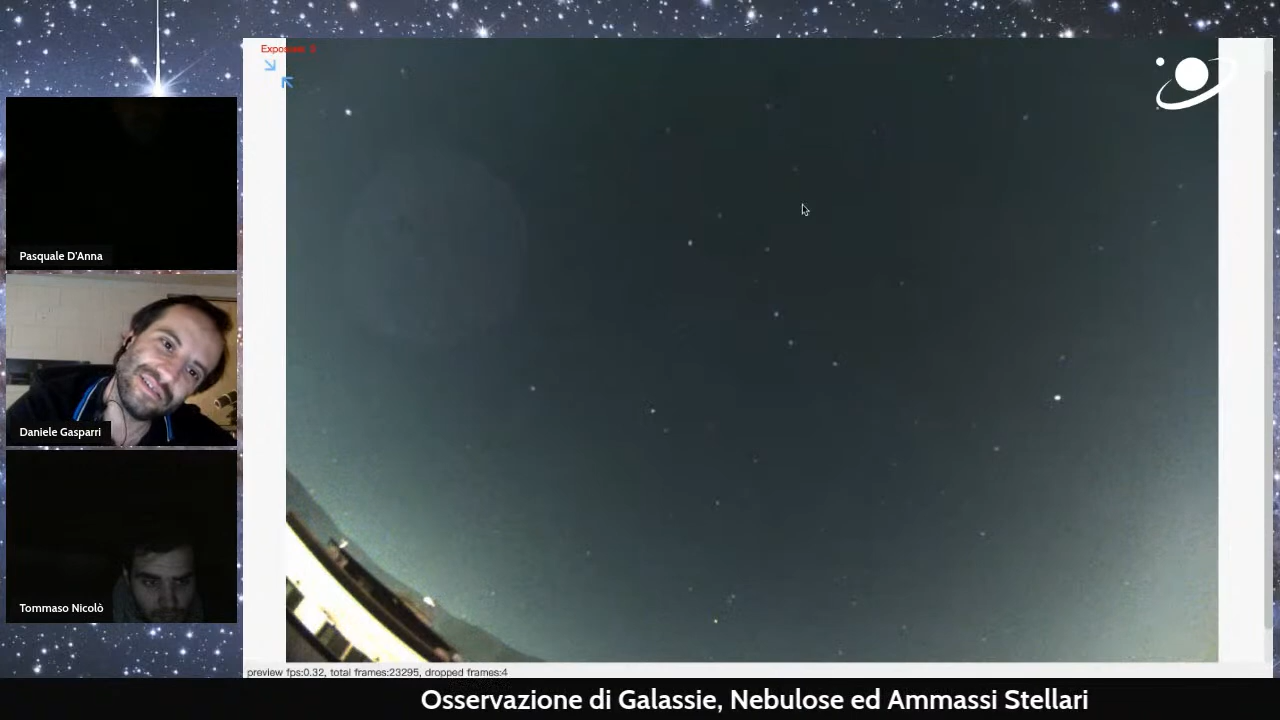 Exposure: 3
Pasquale D'Anna
Daniele Gasparri
Tommaso Nicolò
preview fps:0.32, total frames:23295, dropped frames:4
Osservazione di Galassie, Nebulose ed Ammassi Stellari